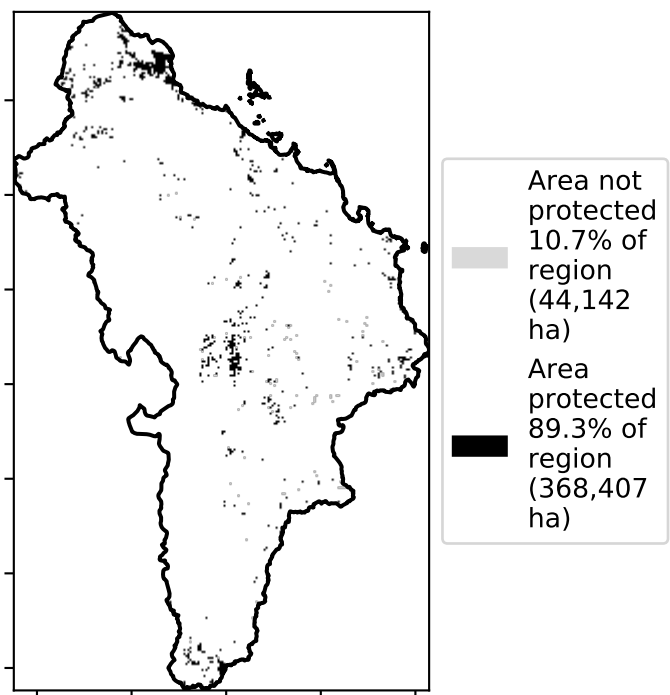 Area not
protected
10.7% of
region
(44,142
ha)
Area
protected
89.3% of
region
(368,407
ha)